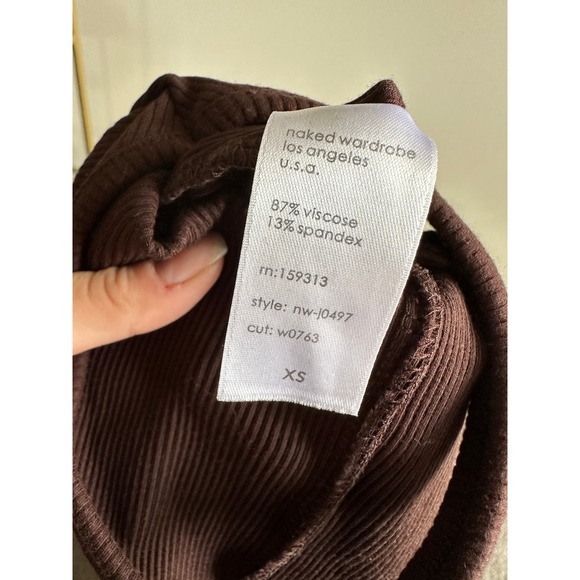 naked wardrobe
los angeles
u.s.a.
87% viscose
13% spandex
rn:159313
style: nw-j0497
cut: w0763
XS